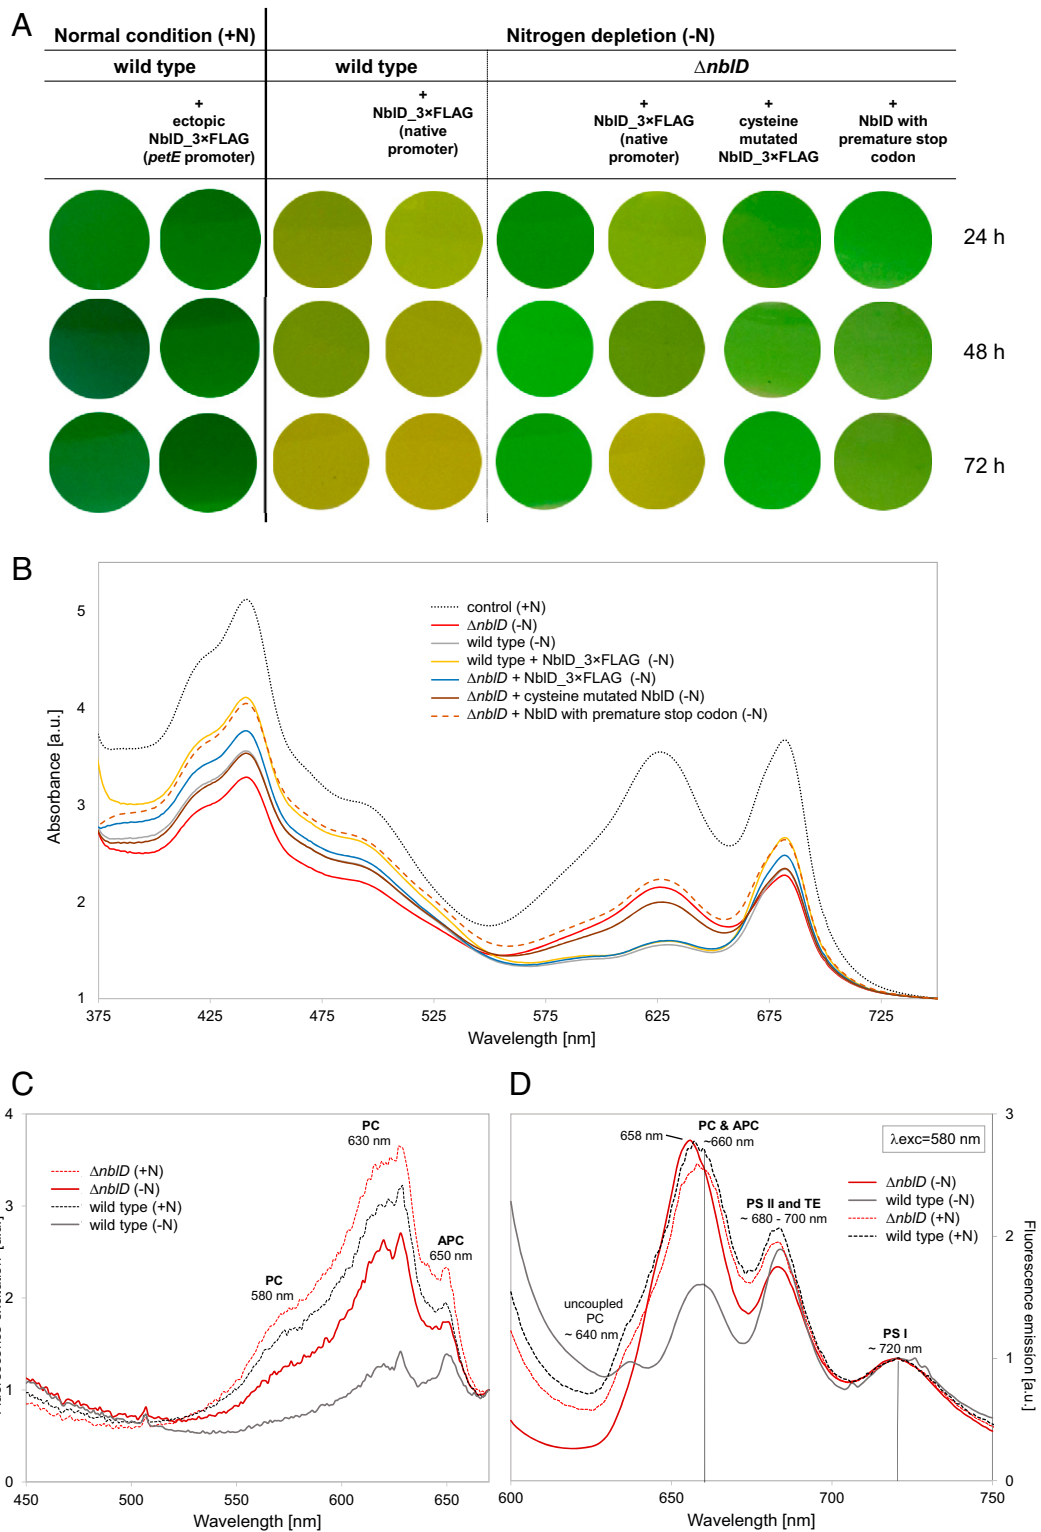 A
Normal condition (+N)
Nitrogen depletion (-N)
wild type
wild type
ΔnblD
+
ectopic
NblD_3×FLAG
(petE promoter)
+
NblD_3×FLAG
(native
promoter)
+
NblD_3×FLAG
(native
promoter)
+
cysteine
mutated
NblD_3×FLAG
+
NblD with
premature stop
codon
24 h
48 h
72 h
B
5
4
3
2
1
Absorbance [a.u.]
control (+N)
ΔnblD (-N)
wild type (-N)
wild type + NblD_3×FLAG (-N)
ΔnblD + NblD_3×FLAG (-N)
ΔnblD + cysteine mutated NblD (-N)
ΔnblD + NblD with premature stop codon (-N)
375 425 475 525 575 625 675 725
Wavelength [nm]
C
4
3
2
1
0
ΔnblD (+N)
ΔnblD (-N)
wild type (+N)
wild type (-N)
PC
630 nm
PC
580 nm
APC
650 nm
450 500 550 600 650
Wavelength [nm]
D
3
2
1
0
Fluorescence emission [a.u.]
λexc=580 nm
ΔnblD (-N)
wild type (-N)
ΔnblD (+N)
wild type (+N)
658 nm
PC & APC
~660 nm
PS II and TE
~ 680 - 700 nm
uncoupled
PC
~ 640 nm
PS I
~ 720 nm
600 650 700 750
Wavelength [nm]